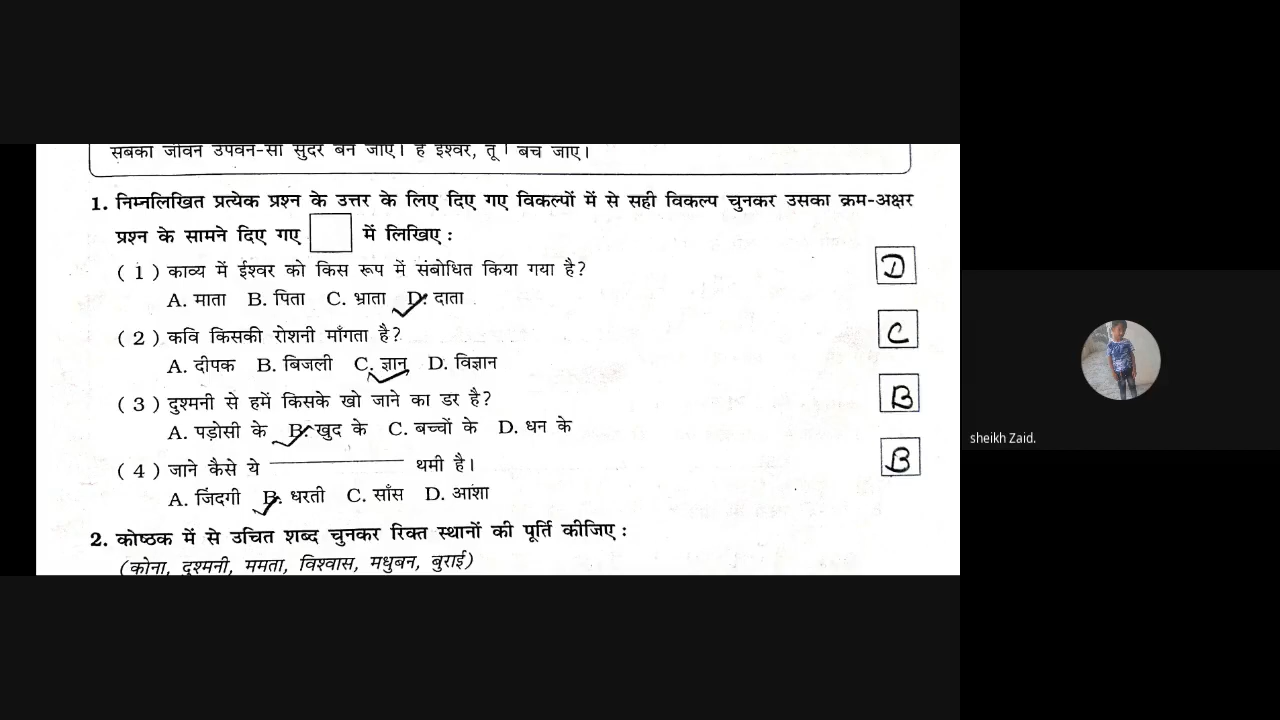 सबका जीवन उपवन-सा सुंदर बन जाए। हे ईश्वर, तू। बच जाए।
1. निम्नलिखित प्रत्येक प्रश्न के उत्तर के लिए दिए गए विकल्पों में से सही विकल्प चुनकर उसका क्रम-अक्षर
प्रश्न के सामने दिए गए में लिखिए :
( 1 ) काव्य में ईश्वर को किस रूप में संबोधित किया गया है? D
A. माता B. पिता C. भ्राता D. दाता
( 2 ) कवि किसकी रोशनी माँगता है? C
A. दीपक B. बिजली C. ज्ञान D. विज्ञान
( 3 ) दुश्मनी से हमें किसके खो जाने का डर है? B
A. पड़ोसी के B. खुद के C. बच्चों के D. धन के
( 4 ) जाने कैसे ये ________ थमी है। B
A. जिंदगी B. धरती C. साँस D. आशा
2. कोष्ठक में से उचित शब्द चुनकर रिक्त स्थानों की पूर्ति कीजिए :
(कोना, दुश्मनी, ममता, विश्वास, मधुबन, बुराई)
sheikh Zaid.